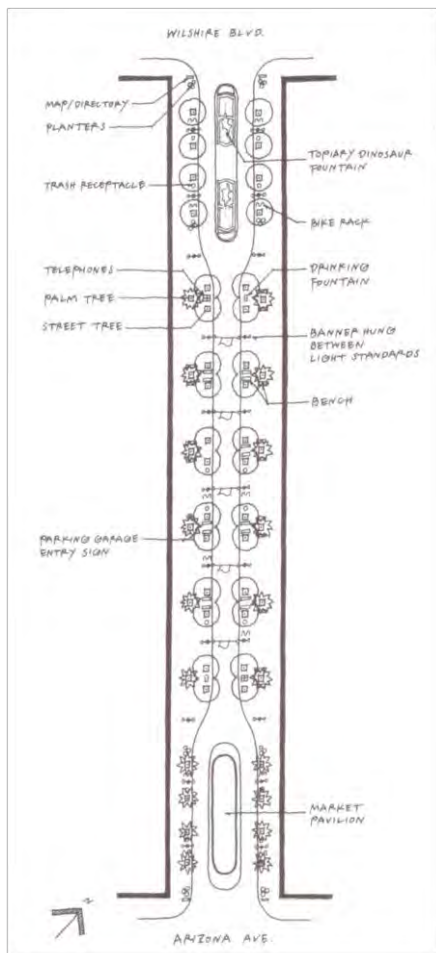 WILSHIRE BLVD.
MAP/DIRECTORY
PLANTERS
TRASH RECEPTACLE
TOPIARY DINOSAUR
FOUNTAIN
BIKE RACK
TELEPHONES
PALM TREE
STREET TREE
DRINKING
FOUNTAIN
BANNER HUNG
BETWEEN
LIGHT STANDARDS
BENCH
PARKING GARAGE
ENTRY SIGN
MARKET
PAVILION
N
ARIZONA AVE.